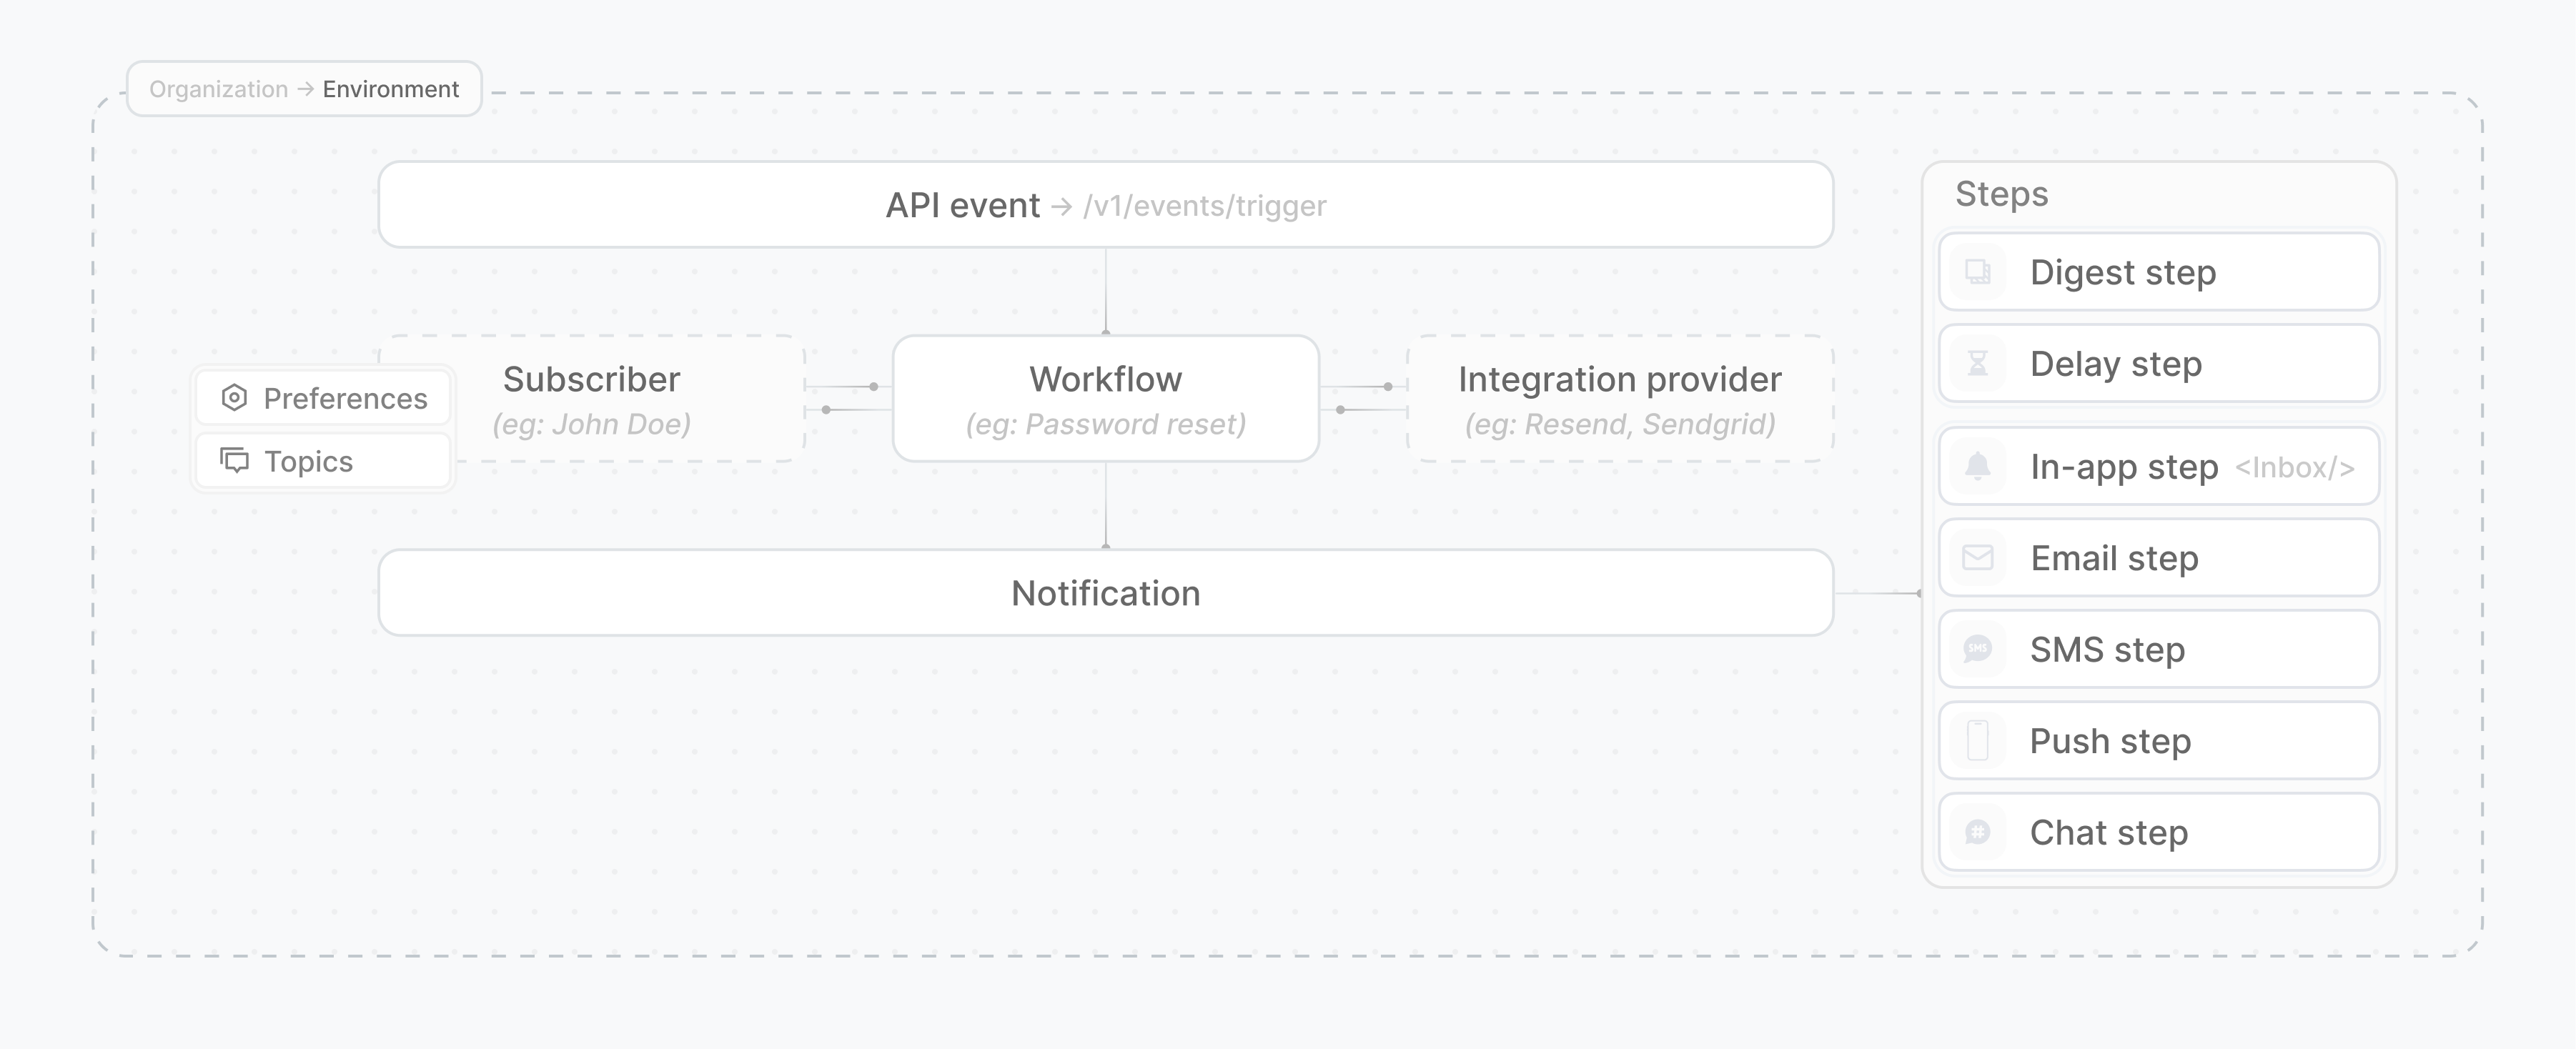 Organization → Environment
API event → /v1/events/trigger
Subscriber
(eg: John Doe)
Preferences
Topics
Workflow
(eg: Password reset)
Integration provider
(eg: Resend, Sendgrid)
Notification
Steps
Digest step
Delay step
In-app step <Inbox/>
Email step
SMS
SMS step
Push step
#
Chat step